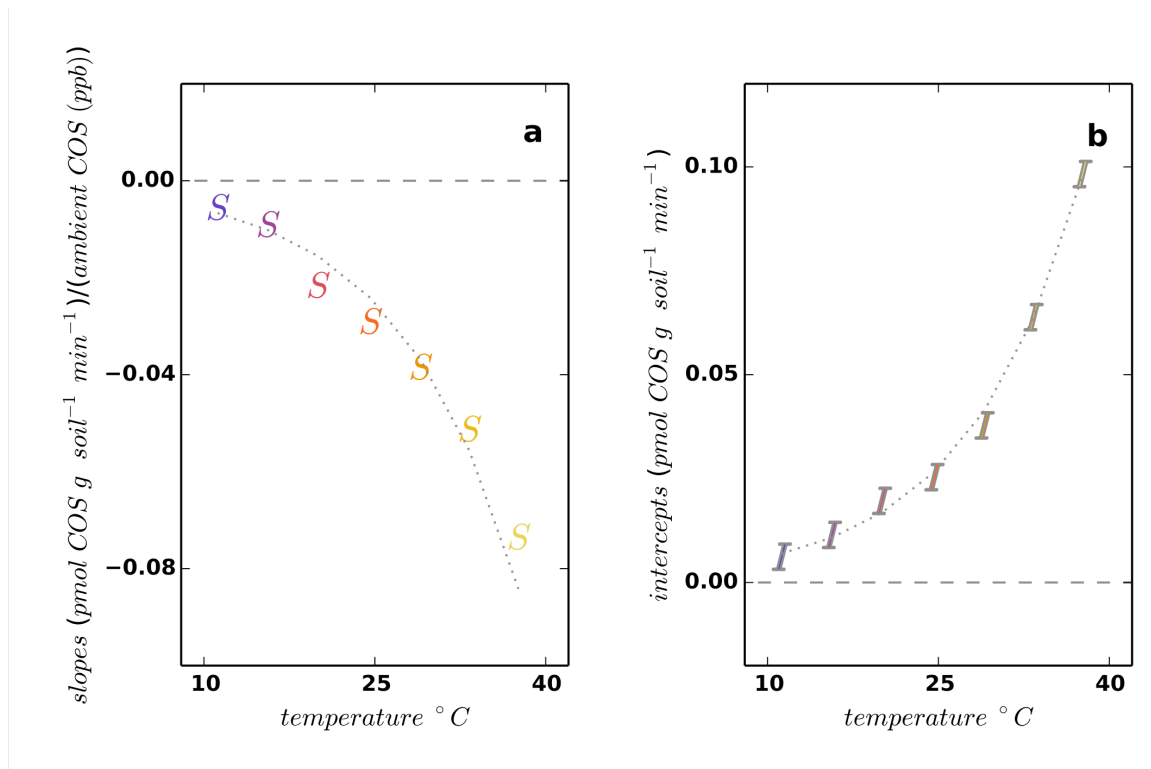 slopes (pmol COS g soil⁻¹ min⁻¹)/(ambient COS (ppb))
a
0.00
−0.04
−0.08
S
S
S
S
S
S
S
10 25 40
temperature °C
intercepts (pmol COS g soil⁻¹ min⁻¹)
b
0.10
0.05
0.00
I
I
I
I
I
I
I
10 25 40
temperature °C